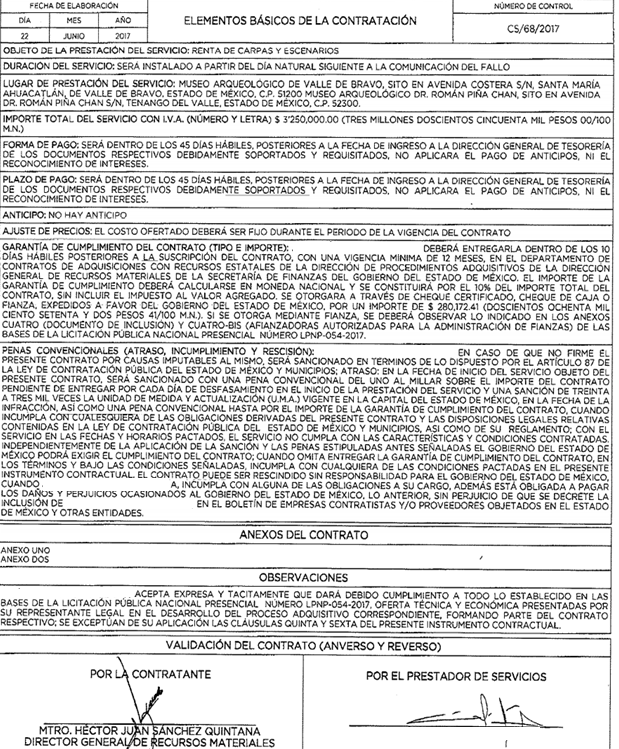 FECHA DE ELABORACIÓN
DÍA MES AÑO
22 JUNIO 2017
ELEMENTOS BÁSICOS DE LA CONTRATACIÓN
NÚMERO DE CONTROL
CS/68/2017
OBJETO DE LA PRESTACIÓN DEL SERVICIO: RENTA DE CARPAS Y ESCENARIOS
DURACIÓN DEL SERVICIO: SERÁ INSTALADO A PARTIR DEL DÍA NATURAL SIGUIENTE A LA COMUNICACIÓN DEL FALLO
LUGAR DE PRESTACIÓN DEL SERVICIO: MUSEO ARQUEOLÓGICO DE VALLE DE BRAVO, SITO EN AVENIDA COSTERA S/N, SANTA MARÍA
AHUACATLÁN, DE VALLE DE BRAVO. ESTADO DE MÉXICO, C.P. 51200 MUSEO ARQUEOLÓGICO DR. ROMÁN PIÑA CHAN, SITO EN AVENIDA
DR. ROMÁN PIÑA CHAN S/N, TENANGO DEL VALLE, ESTADO DE MÉXICO, C.P. 52300.
IMPORTE TOTAL DEL SERVICIO CON I.V.A. (NÚMERO Y LETRA) $ 3'250,000.00 (TRES MILLONES DOSCIENTOS CINCUENTA MIL PESOS 00/100
M.N.)
FORMA DE PAGO: SERÁ DENTRO DE LOS 45 DÍAS HÁBILES, POSTERIORES A LA FECHA DE INGRESO A LA DIRECCIÓN GENERAL DE TESORERÍA
DE LOS DOCUMENTOS RESPECTIVOS DEBIDAMENTE SOPORTADOS Y REQUISITADOS, NO APLICARA EL PAGO DE ANTICIPOS, NI EL
RECONOCIMIENTO DE INTERESES.
PLAZO DE PAGO: SERÁ DENTRO DE LOS 45 DÍAS HÁBILES, POSTERIORES A LA FECHA DE INGRESO A LA DIRECCIÓN GENERAL DE TESORERÍA
DE LOS DOCUMENTOS RESPECTIVOS DEBIDAMENTE SOPORTADOS Y REQUISITADOS, NO APLICARA EL PAGO DE ANTICIPOS, NI EL
RECONOCIMIENTO DE INTERESES.
ANTICIPO: NO HAY ANTICIPO
AJUSTE DE PRECIOS: EL COSTO OFERTADO DEBERÁ SER FIJO DURANTE EL PERIODO DE LA VIGENCIA DEL CONTRATO
GARANTÍA DE CUMPLIMIENTO DEL CONTRATO (TIPO E IMPORTE): . DEBERÁ ENTREGARLA DENTRO DE LOS 10
DÍAS HÁBILES POSTERIORES A LA SUSCRIPCIÓN DEL CONTRATO, CON UNA VIGENCIA MÍNIMA DE 12 MESES, EN EL DEPARTAMENTO DE
CONTRATOS DE ADQUISICIONES CON RECURSOS ESTATALES DE LA DIRECCIÓN DE PROCEDIMIENTOS ADQUISITIVOS DE LA DIRECCIÓN
GENERAL DE RECURSOS MATERIALES DE LA SECRETARÍA DE FINANZAS DEL GOBIERNO DEL ESTADO DE MÉXICO. EL IMPORTE DE LA
GARANTÍA DE CUMPLIMIENTO DEBERÁ CALCULARSE EN MONEDA NACIONAL Y SE CONSTITUIRÁ POR EL 10% DEL IMPORTE TOTAL DEL
CONTRATO, SIN INCLUIR EL IMPUESTO AL VALOR AGREGADO. SE OTORGARA A TRAVÉS DE CHEQUE CERTIFICADO, CHEQUE DE CAJA O
FIANZA, EXPEDIDOS A FAVOR DEL GOBIERNO DEL ESTADO DE MÉXICO, POR UN IMPORTE DE $ 280,172.41 (DOSCIENTOS OCHENTA MIL
CIENTO SETENTA Y DOS PESOS 41/100 M.N.). SI SE OTORGA MEDIANTE FIANZA, SE DEBERÁ OBSERVAR LO INDICADO EN LOS ANEXOS
CUATRO (DOCUMENTO DE INCLUSIÓN) Y CUATRO-BIS (AFIANZADORAS AUTORIZADAS PARA LA ADMINISTRACIÓN DE FIANZAS) DE LAS
BASES DE LA LICITACIÓN PÚBLICA NACIONAL PRESENCIAL NÚMERO LPNP-054-2017.
PENAS CONVENCIONALES (ATRASO, INCUMPLIMIENTO Y RESCISIÓN): EN CASO DE QUE NO FIRME ÉL
PRESENTE CONTRATO POR CAUSAS IMPUTABLES AL MISMO, SERÁ SANCIONADO EN TERMINOS DE LO DISPUESTO POR EL ARTÍCULO 87 DE
LA LEY DE CONTRATACIÓN PÚBLICA DEL ESTADO DE MÉXICO Y MUNICIPIOS; ATRASO: EN LA FECHA DE INICIO DEL SERVICIO OBJETO DEL
PRESENTE CONTRATO, SERÁ SANCIONADO CON UNA PENA CONVENCIONAL DEL UNO AL MILLAR SOBRE EL IMPORTE DEL CONTRATO
PENDIENTE DE ENTREGAR POR CADA DÍA DE DESFASAMIENTO EN EL INICIO DE LA PRESTACIÓN DEL SERVICIO Y UNA SANCIÓN DE TREINTA
A TRES MIL VECES LA UNIDAD DE MEDIDA Y ACTUALIZACIÓN (U.M.A.) VIGENTE EN LA CAPITAL DEL ESTADO DE MÉXICO, EN LA FECHA DE LA
INFRACCIÓN, ASÍ COMO UNA PENA CONVENCIONAL HASTA POR EL IMPORTE DE LA GARANTÍA DE CUMPLIMIENTO DEL CONTRATO, CUANDO
INCUMPLA CON CUALESQUIERA DE LAS OBLIGACIONES DERIVADAS DEL PRESENTE CONTRATO Y LAS DISPOSICIONES LEGALES RELATIVAS
CONTENIDAS EN LA LEY DE CONTRATACIÓN PÚBLICA DEL ESTADO DE MÉXICO Y MUNICIPIOS, ASÍ COMO DE SU REGLAMENTO; CON EL
SERVICIO EN LAS FECHAS Y HORARIOS PACTADOS. EL SERVICIO NO CUMPLA CON LAS CARACTERÍSTICAS Y CONDICIONES CONTRATADAS.
INDEPENDIENTEMENTE DE LA APLICACIÓN DE LA SANCIÓN Y LAS PENAS ESTIPULADAS ANTES SEÑALADAS EL GOBIERNO DEL ESTADO DE
MÉXICO PODRÁ EXIGIR EL CUMPLIMIENTO DEL CONTRATO; CUANDO OMITA ENTREGAR LA GARANTÍA DE CUMPLIMIENTO DEL CONTRATO, EN
LOS TÉRMINOS Y BAJO LAS CONDICIONES SEÑALADAS, INCUMPLA CON CUALQUIERA DE LAS CONDICIONES PACTADAS EN EL PRESENTE
INSTRUMENTO CONTRACTUAL. EL CONTRATO PUEDE SER RESCINDIDO SIN RESPONSABILIDAD PARA EL GOBIERNO DEL ESTADO DE MÉXICO,
CUANDO . A, INCUMPLA CON ALGUNA DE LAS OBLIGACIONES A SU CARGO, ADEMÁS ESTÁ OBLIGADA A PAGAR
LOS DAÑOS Y PERJUICIOS OCASIONADOS AL GOBIERNO DEL ESTADO DE MÉXICO, LO ANTERIOR, SIN PERJUICIO DE QUE SE DECRETE LA
INCLUSIÓN DE EN EL BOLETÍN DE EMPRESAS CONTRATISTAS Y/O PROVEEDORES OBJETADOS EN EL ESTADO
DE MÉXICO Y OTRAS ENTIDADES.
ANEXOS DEL CONTRATO
ANEXO UNO
ANEXO DOS
OBSERVACIONES
ACEPTA EXPRESA Y TACITAMENTE QUE DARÁ DEBIDO CUMPLIMIENTO A TODO LO ESTABLECIDO EN LAS
BASES DE LA LICITACIÓN PÚBLICA NACIONAL PRESENCIAL NÚMERO LPNP-054-2017, OFERTA TÉCNICA Y ECONÓMICA PRESENTADAS POR
SU REPRESENTANTE LEGAL EN EL DESARROLLO DEL PROCESO ADQUISITIVO CORRESPONDIENTE, FORMANDO PARTE DEL CONTRATO
RESPECTIVO; SE EXCEPTÚAN DE SU APLICACIÓN LAS CLÁUSULAS QUINTA Y SEXTA DEL PRESENTE INSTRUMENTO CONTRACTUAL.
VALIDACIÓN DEL CONTRATO (ANVERSO Y REVERSO)
POR LA CONTRATANTE
POR EL PRESTADOR DE SERVICIOS
MTRO. HÉCTOR JUAN SÁNCHEZ QUINTANA
DIRECTOR GENERAL DE RECURSOS MATERIALES